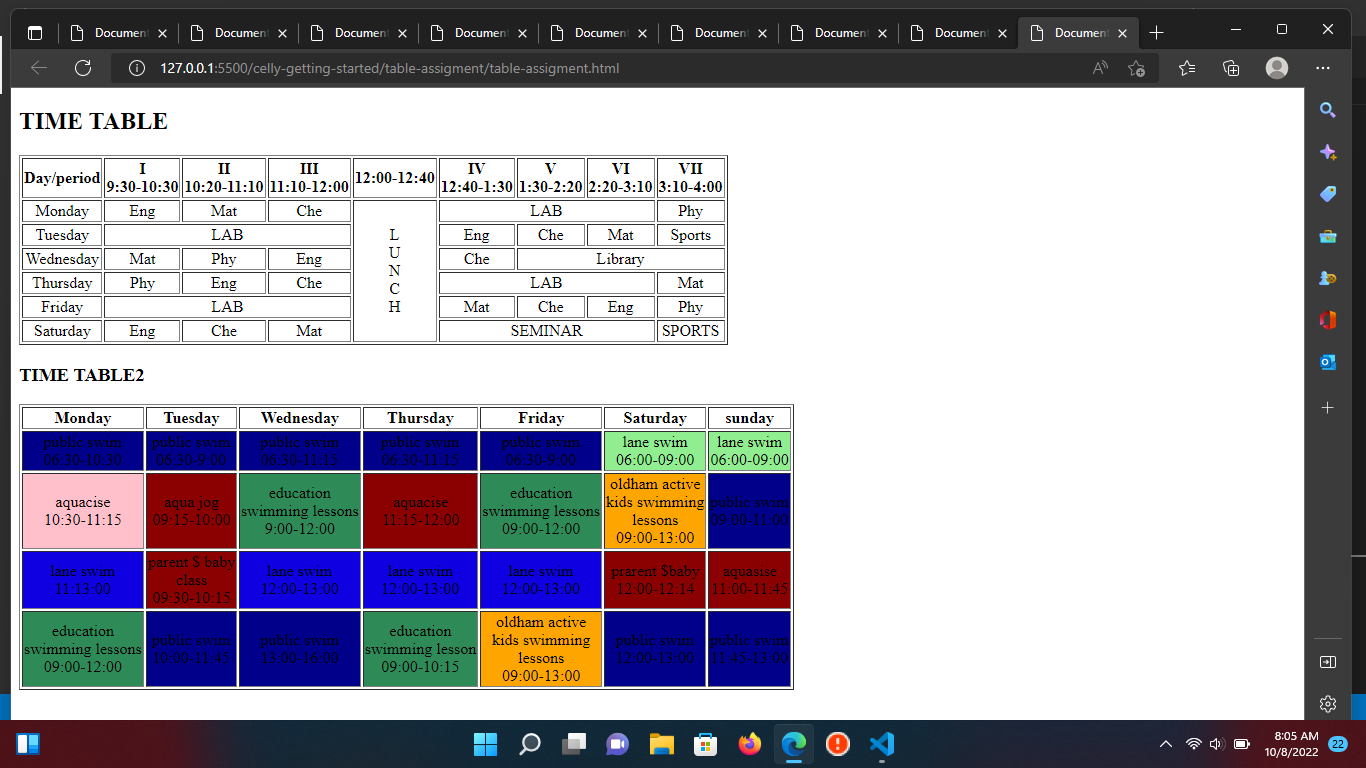 Document Document Document Document Document Document Document Document Document
127.0.0.1:5500/celly-getting-started/table-assigment/table-assigment.html
TIME TABLE
Day/period I II III 12:00-12:40 IV V VI VII
9:30-10:30 10:20-11:10 11:10-12:00 12:40-1:30 1:30-2:20 2:20-3:10 3:10-4:00
Monday Eng Mat Che LAB Phy
Tuesday LAB Eng Che Mat Sports
Wednesday Mat Phy Eng Che Library
Thursday Phy Eng Che LAB Mat
Friday LAB Mat Che Eng Phy
Saturday Eng Che Mat SEMINAR SPORTS
L
U
N
C
H
TIME TABLE2
Monday Tuesday Wednesday Thursday Friday Saturday sunday
public swim public swim public swim public swim public swim lane swim lane swim
06:30-10:30 06:30-9:00 06:30-11:15 06:30-11:15 06:30-9:00 06:00-09:00 06:00-09:00
aquacise
10:30-11:15
aqua jog
09:15-10:00
education
swimming lessons
9:00-12:00
aquacise
11:15-12:00
education
swimming lessons
09:00-12:00
oldham active
kids swimming
lessons
09:00-13:00
public swim
09:00-11:00
lane swim
11.13:00
parent $ baby
class
09:30-10:15
lane swim
12:00-13:00
lane swim
12:00-13:00
lane swim
12.00-13.00
prarent $baby
12:00-12:14
aquasise
11:00-11:45
education
swimming lessons
09:00-12:00
public swim
10:00-11:45
public swim
13:00-16:00
education
swimming lesson
09:00-10:15
oldham active
kids swimming
lessons
09:00-13:00
public swim
12:00-13:00
public swim
11:45-13:00
8:05 AM
10/8/2022
22